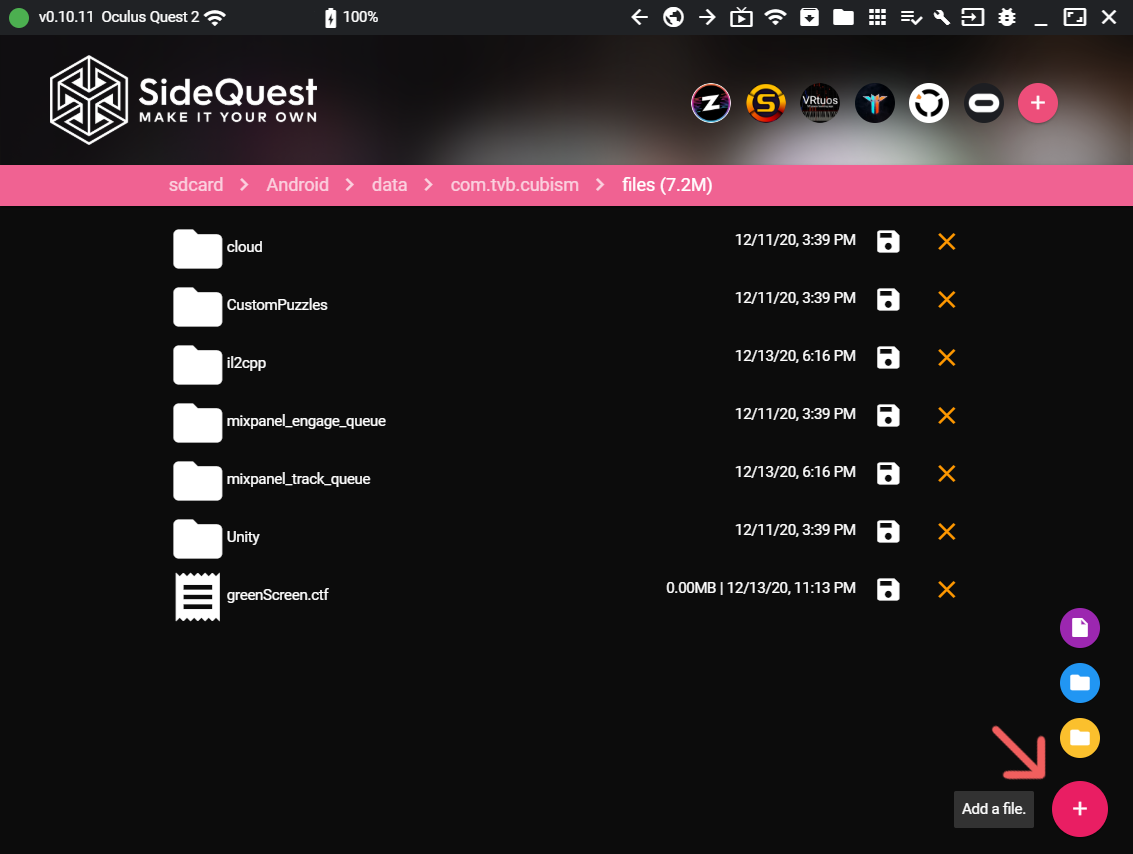 v0.10.11 Oculus Quest 2 100%
SideQuest
MAKE IT YOUR OWN
VRtuos
sdcard Android data com.tvb.cubism files (7.2M)
cloud 12/11/20, 3:39 PM
CustomPuzzles 12/11/20, 3:39 PM
il2cpp 12/13/20, 6:16 PM
mixpanel_engage_queue 12/11/20, 3:39 PM
mixpanel_track_queue 12/13/20, 6:16 PM
Unity 12/11/20, 3:39 PM
greenScreen.ctf 0.00MB | 12/13/20, 11:13 PM
Add a file.